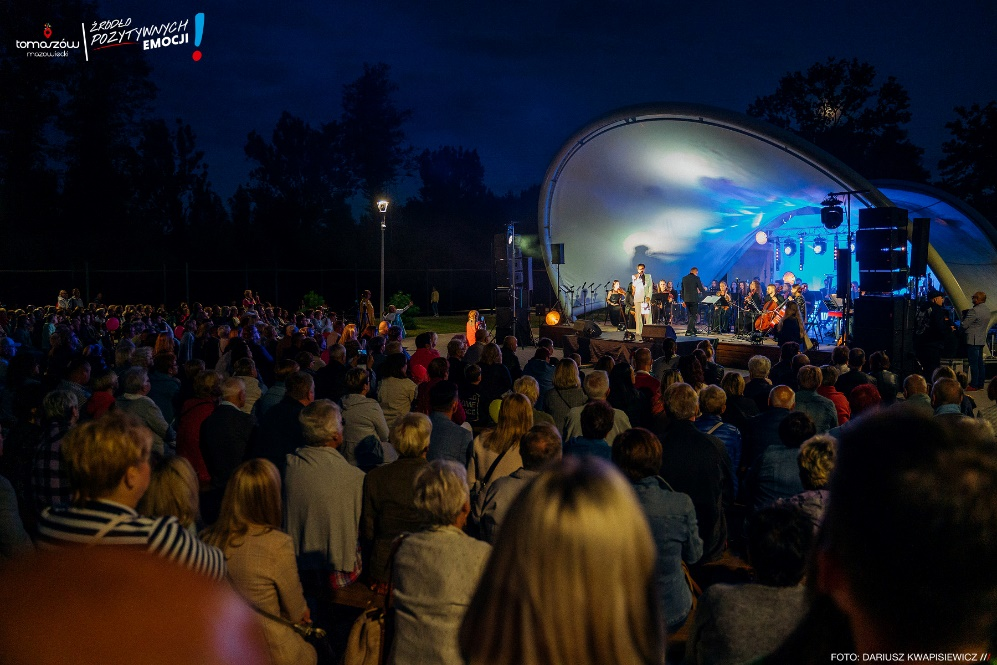 tomaszów
mazowiecki
ŹRÓDŁO
POZYTYWNYCH
EMOCJI!
FOTO: DARIUSZ KWAPISIEWICZ //